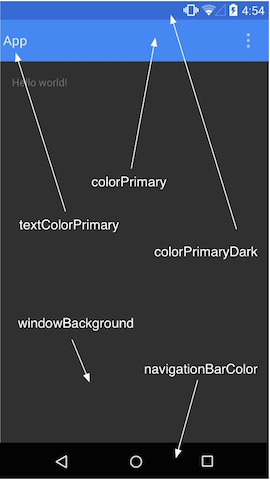 4:54
App
Hello world!
colorPrimary
textColorPrimary
colorPrimaryDark
windowBackground
navigationBarColor